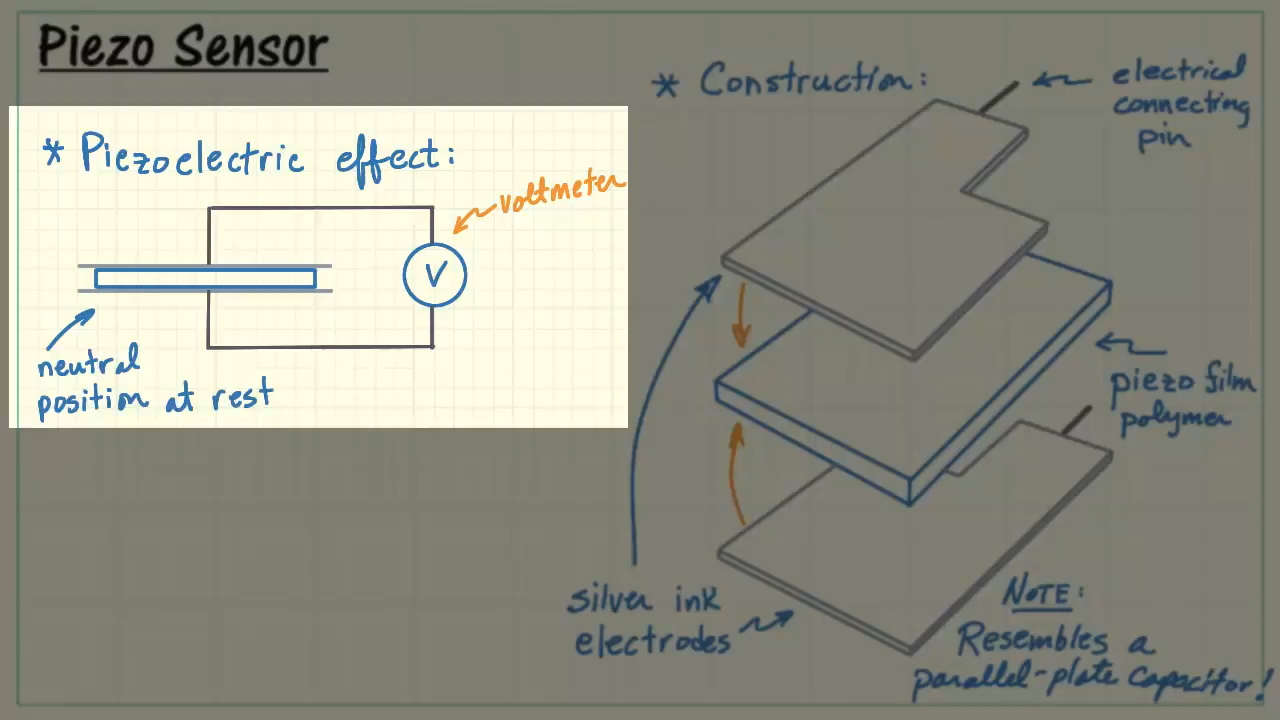 Piezo Sensor
* Piezoelectric effect:
voltmeter
V
neutral
position at rest
* Construction:
electrical
connecting
pin
piezo film
polymer
silver ink
electrodes
NOTE:
Resembles a
parallel-plate capacitor!